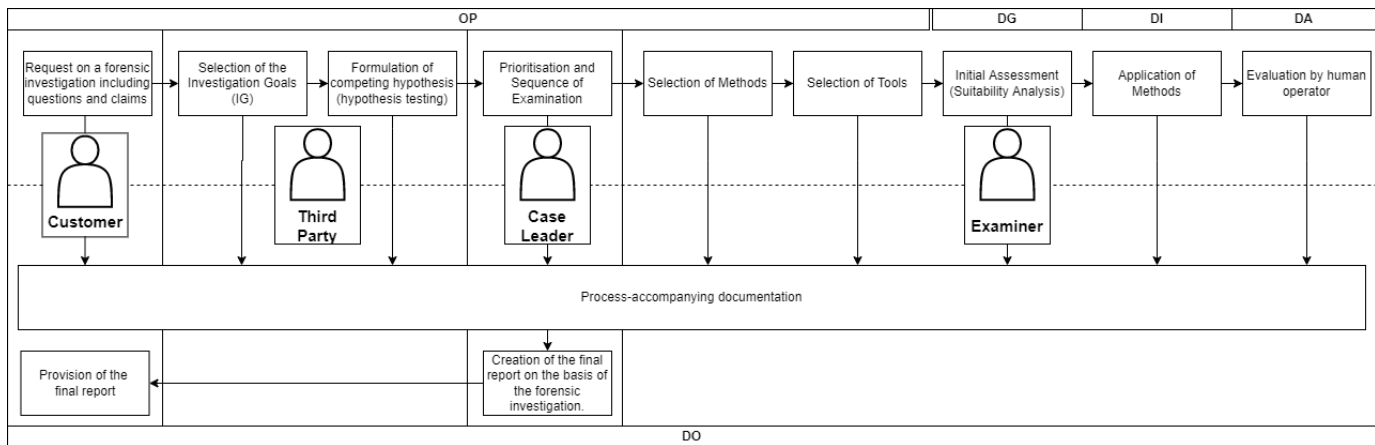 OP
DG
DI
DA
Request on a forensic
investigation including
questions and claims
Selection of the
Investigation Goals
(IG)
Formulation of
competing hypothesis
(hypothesis testing)
Prioritisation and
Sequence of
Examination
Selection of Methods
Selection of Tools
Initial Assessment
(Suitability Analysis)
Application of
Methods
Evaluation by human
operator
Customer
Third
Party
Case
Leader
Examiner
Process-accompanying documentation
Provision of the
final report
Creation of the final
report on the basis of
the forensic
investigation.
DO